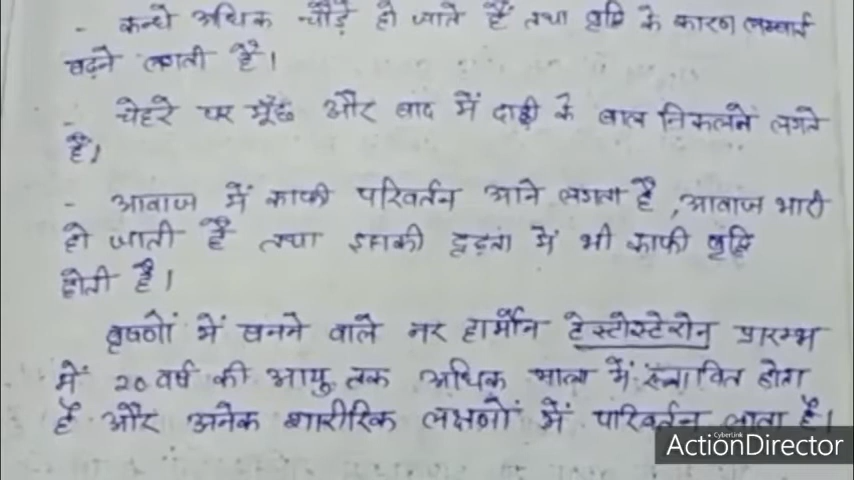 - कन्धे अधिक चौड़े हो जाते हैं तथा वृद्धि के कारण लम्बाई
बढ़ने लगती है।
- चेहरे पर मूँछ और बाद में दाढ़ी के बाल निकलने लगते
हैं।
- आवाज में काफी परिवर्तन आने लगता है, आवाज भारी
हो जाती है तथा इसकी दृढ़ता में भी काफी वृद्धि
होती है।
वृषणों में बनने वाले नर हार्मोन टेस्टोस्टेरोन प्रारम्भ
में 20 वर्ष की आयु तक अधिक मात्रा में स्त्रावित होता
है और अनेक शारीरिक लक्षणों में परिवर्तन लाता है।
CyberLink
ActionDirector